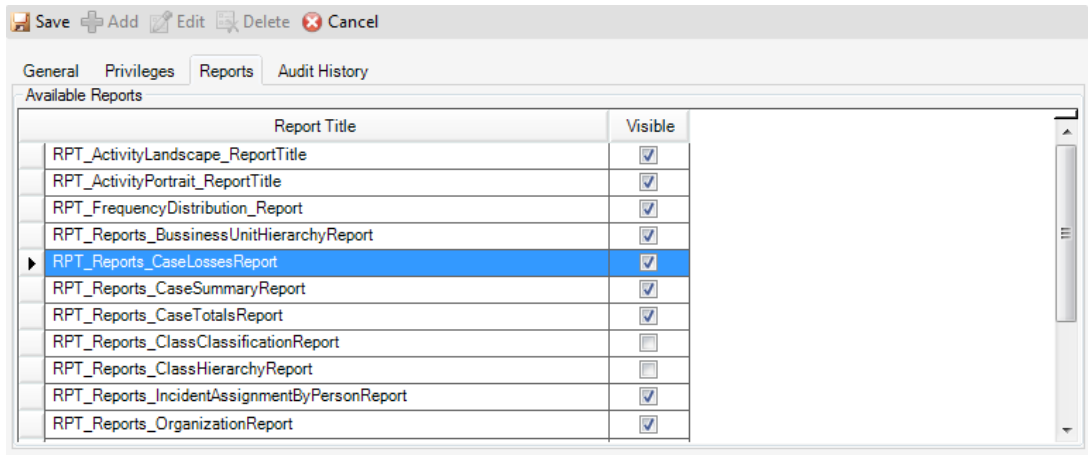 Save Add Edit Delete Cancel
General Privileges Reports Audit History
Available Reports
Report Title Visible
RPT_ActivityLandscape_ReportTitle
RPT_ActivityPortrait_ReportTitle
RPT_FrequencyDistribution_Report
RPT_Reports_BussinessUnitHierarchyReport
RPT_Reports_CaseLossesReport
RPT_Reports_CaseSummaryReport
RPT_Reports_CaseTotalsReport
RPT_Reports_ClassClassificationReport
RPT_Reports_ClassHierarchyReport
RPT_Reports_IncidentAssignmentByPersonReport
RPT_Reports_OrganizationReport